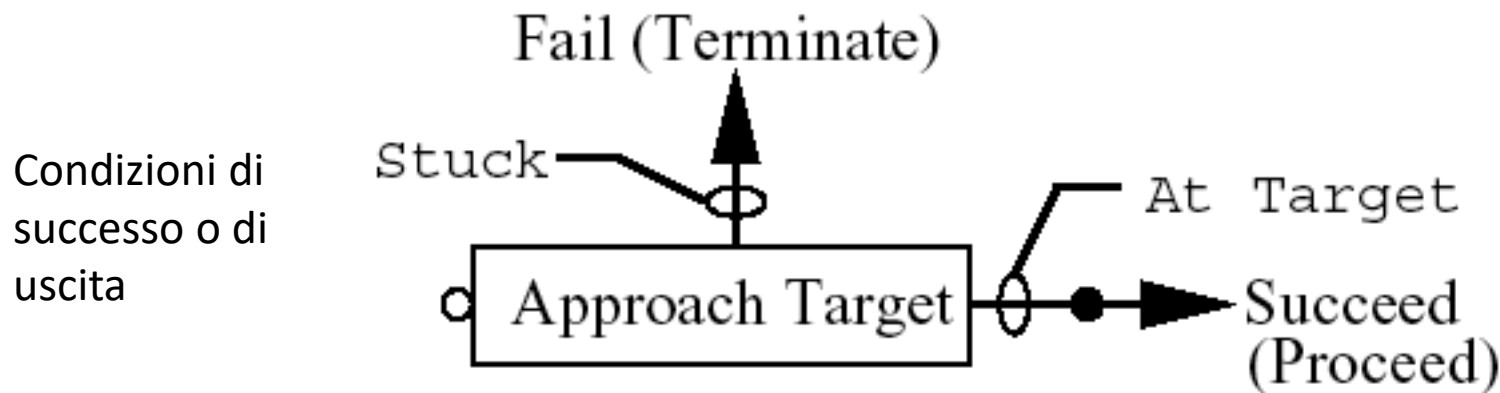 Fail (Terminate)
Condizioni di
successo o di
uscita
Stuck
At Target
Approach Target
Succeed
(Proceed)